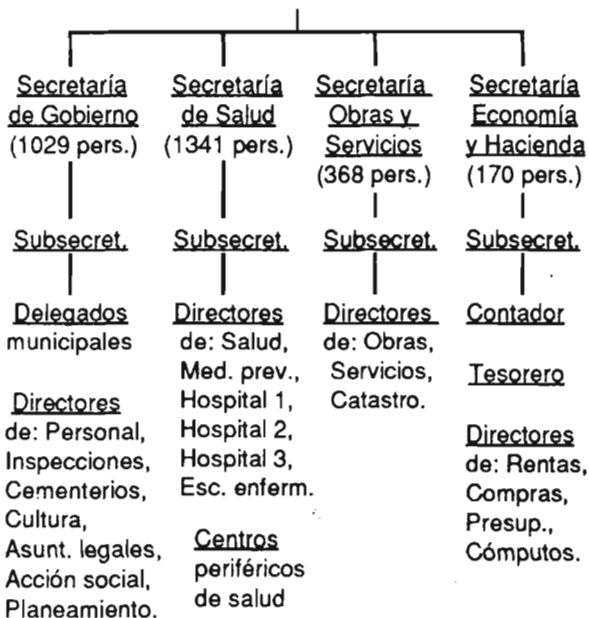 Secretaría
de Gobierno
(1029 pers.)
Subsecret.
Delegados
municipales
Directores
de: Personal,
Inspecciones,
Cementerios,
Cultura,
Asunt. legales,
Acción social,
Planeamiento.
Secretaría
de Salud
(1341 pers.)
Subsecret.
Directores
de: Salud,
Med. prev.,
Hospital 1,
Hospital 2,
Hospital 3,
Esc. enferm.
Centros
periféricos
de salud
Secretaría
Obras y
Servicios
(368 pers.)
Subsecret.
Directores
de: Obras,
Servicios,
Catastro.
Secretaría
Economía
y Hacienda
(170 pers.)
Subsecret.
Contador
Tesorero
Directores
de: Rentas,
Compras,
Presup.,
Cómputos.